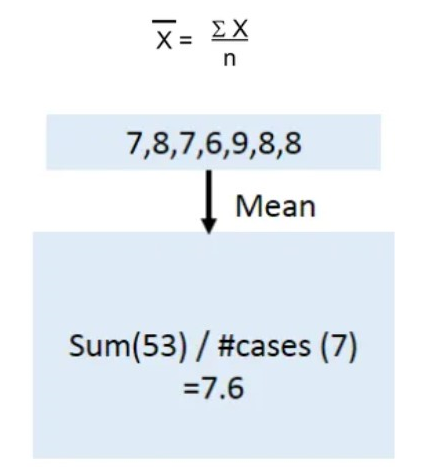 X̅ = ΣX
n
7,8,7,6,9,8,8
Mean
Sum(53) / #cases (7)
=7.6